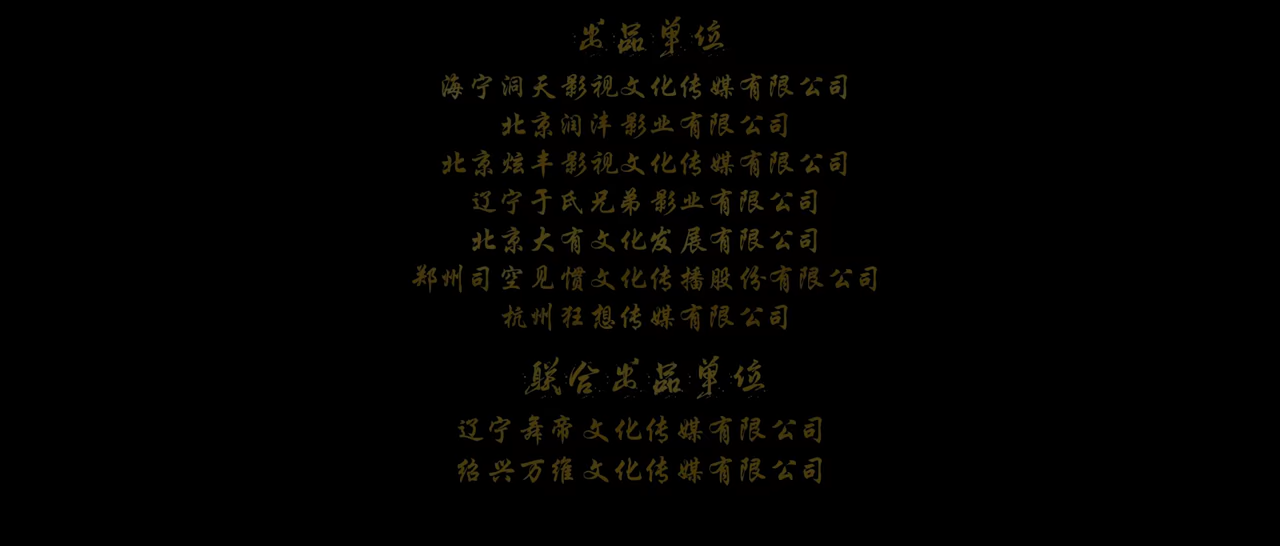 出品单位
海宁洞天影视文化传媒有限公司
北京润沣影业有限公司
北京炫丰影视文化传媒有限公司
辽宁于氏兄弟影业有限公司
北京大有文化发展有限公司
郑州司空见惯文化传播股份有限公司
杭州狂想传媒有限公司
联合出品单位
辽宁舞帝文化传媒有限公司
绍兴万维文化传媒有限公司